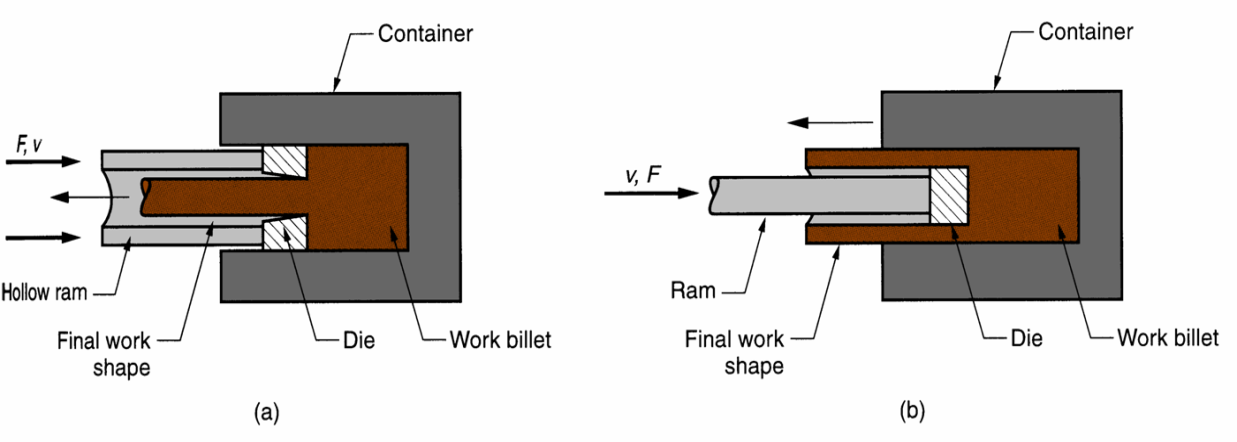 Container
F, v
Hollow ram
Final work
shape
Die
Work billet
(a)
Container
v, F
Ram
Final work
shape
Die
Work billet
(b)